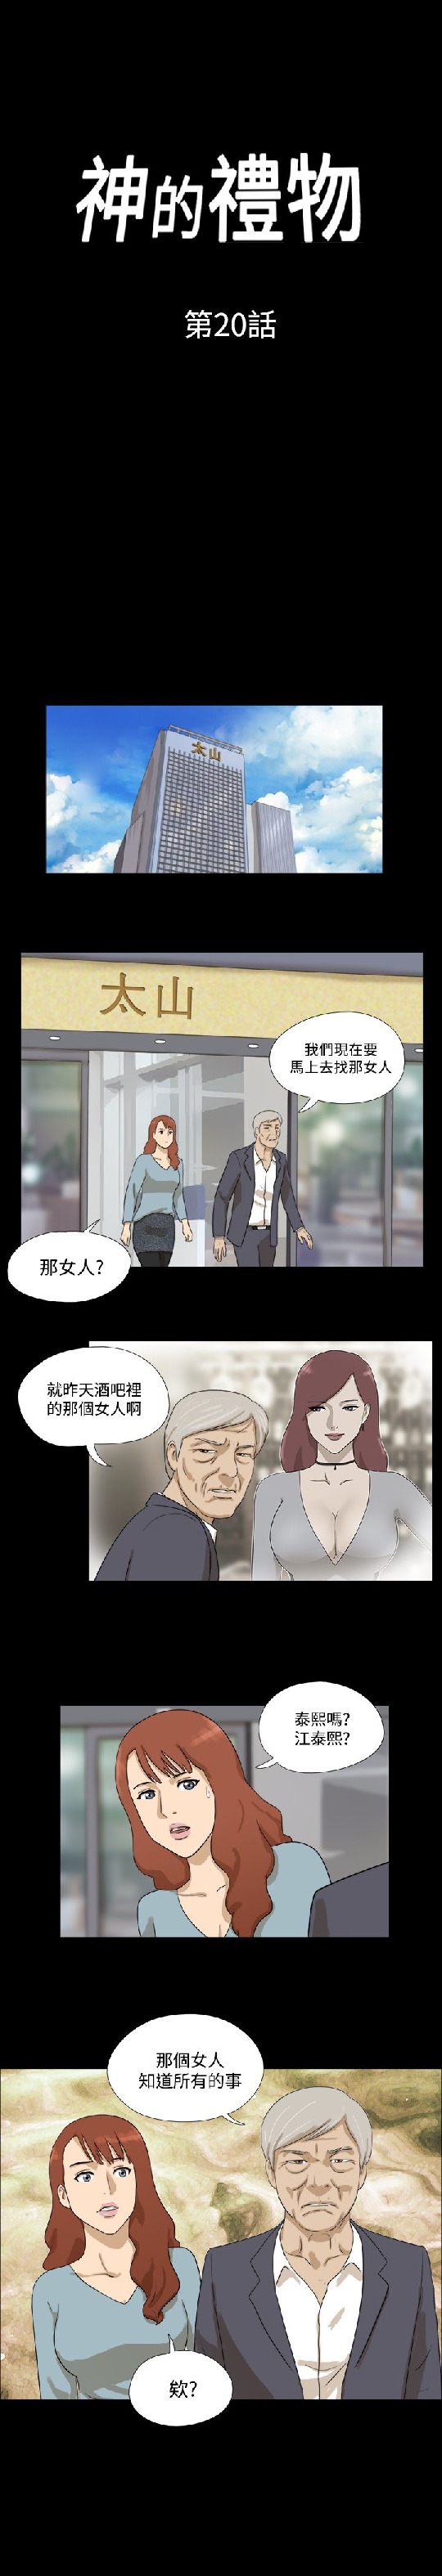 神的禮物
第20話
太山
太山
我們現在要
馬上去找那女人
那女人?
就昨天酒吧裡
的那個女人啊
泰熙嗎?
江泰熙?
那個女人
知道所有的事
欸?